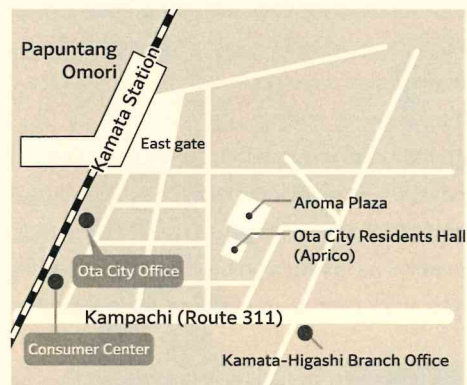 Papuntang
Omori
Kamata Station
East gate
Aroma Plaza
Ota City Residents Hall
(Aprico)
Ota City Office
Kampachi (Route 311)
Consumer Center
Kamata-Higashi Branch Office